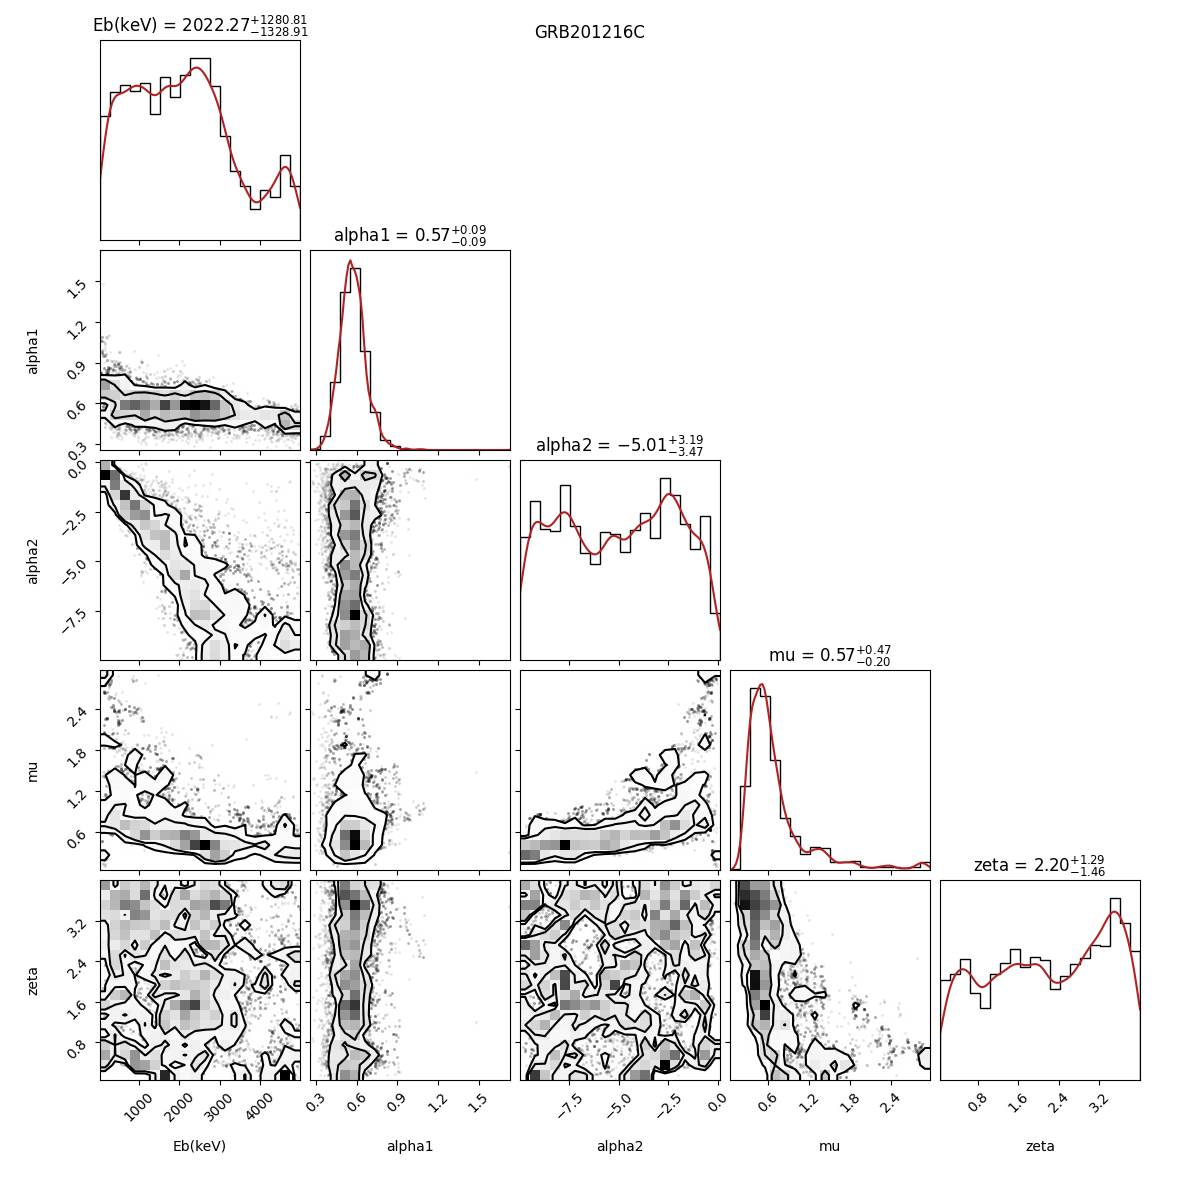 GRB201216C
Eb(keV) = 2022.27+1280.81 −1328.91
alpha1 = 0.57+0.09 −0.09
alpha1
1.5
1.2
0.9
0.6
0.3
alpha2 = −5.01+3.19 −3.47
alpha2
0.0
−2.5
−5.0
−7.5
mu = 0.57+0.47 −0.20
mu
2.4
1.8
1.2
0.6
zeta = 2.20+1.29 −1.46
zeta
3.2
2.4
1.6
0.8
1000 2000 3000 4000 0.3 0.6 0.9 1.2 1.5 −7.5 −5.0 −2.5 0.0 0.6 1.2 1.8 2.4 0.8 1.6 2.4 3.2
Eb(keV) alpha1 alpha2 mu zeta